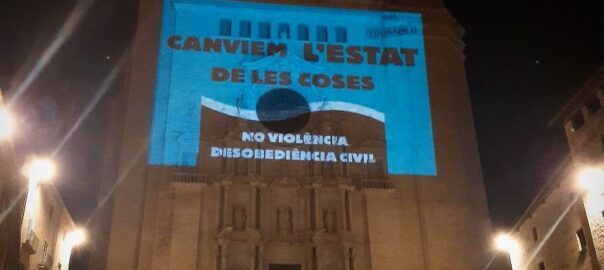 CANVIEM L'ESTAT
DE LES COSES
NO VIOLÈNCIA
DESOBEDIÈNCIA CIVIL